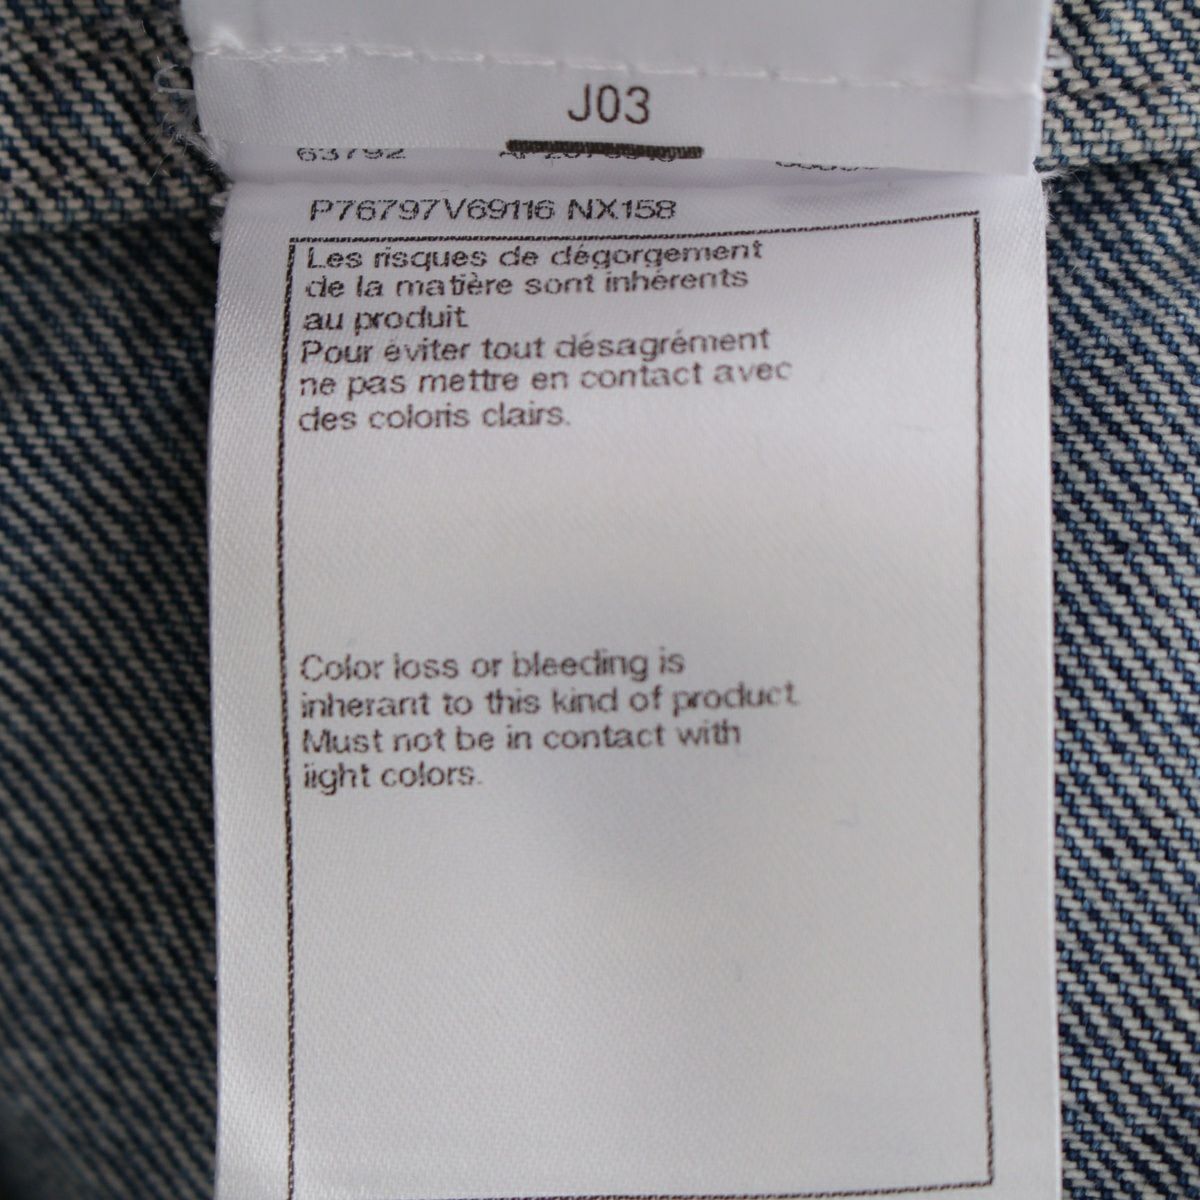 J03
63792
P76797V69116 NX158
Les risques de dégorgement
de la matière sont inhérents
au produit
Pour éviter tout désagrément
ne pas mettre en contact avec
des coloris clairs.
Color loss or bleeding is
inherant to this kind of product.
Must not be in contact with
light colors.